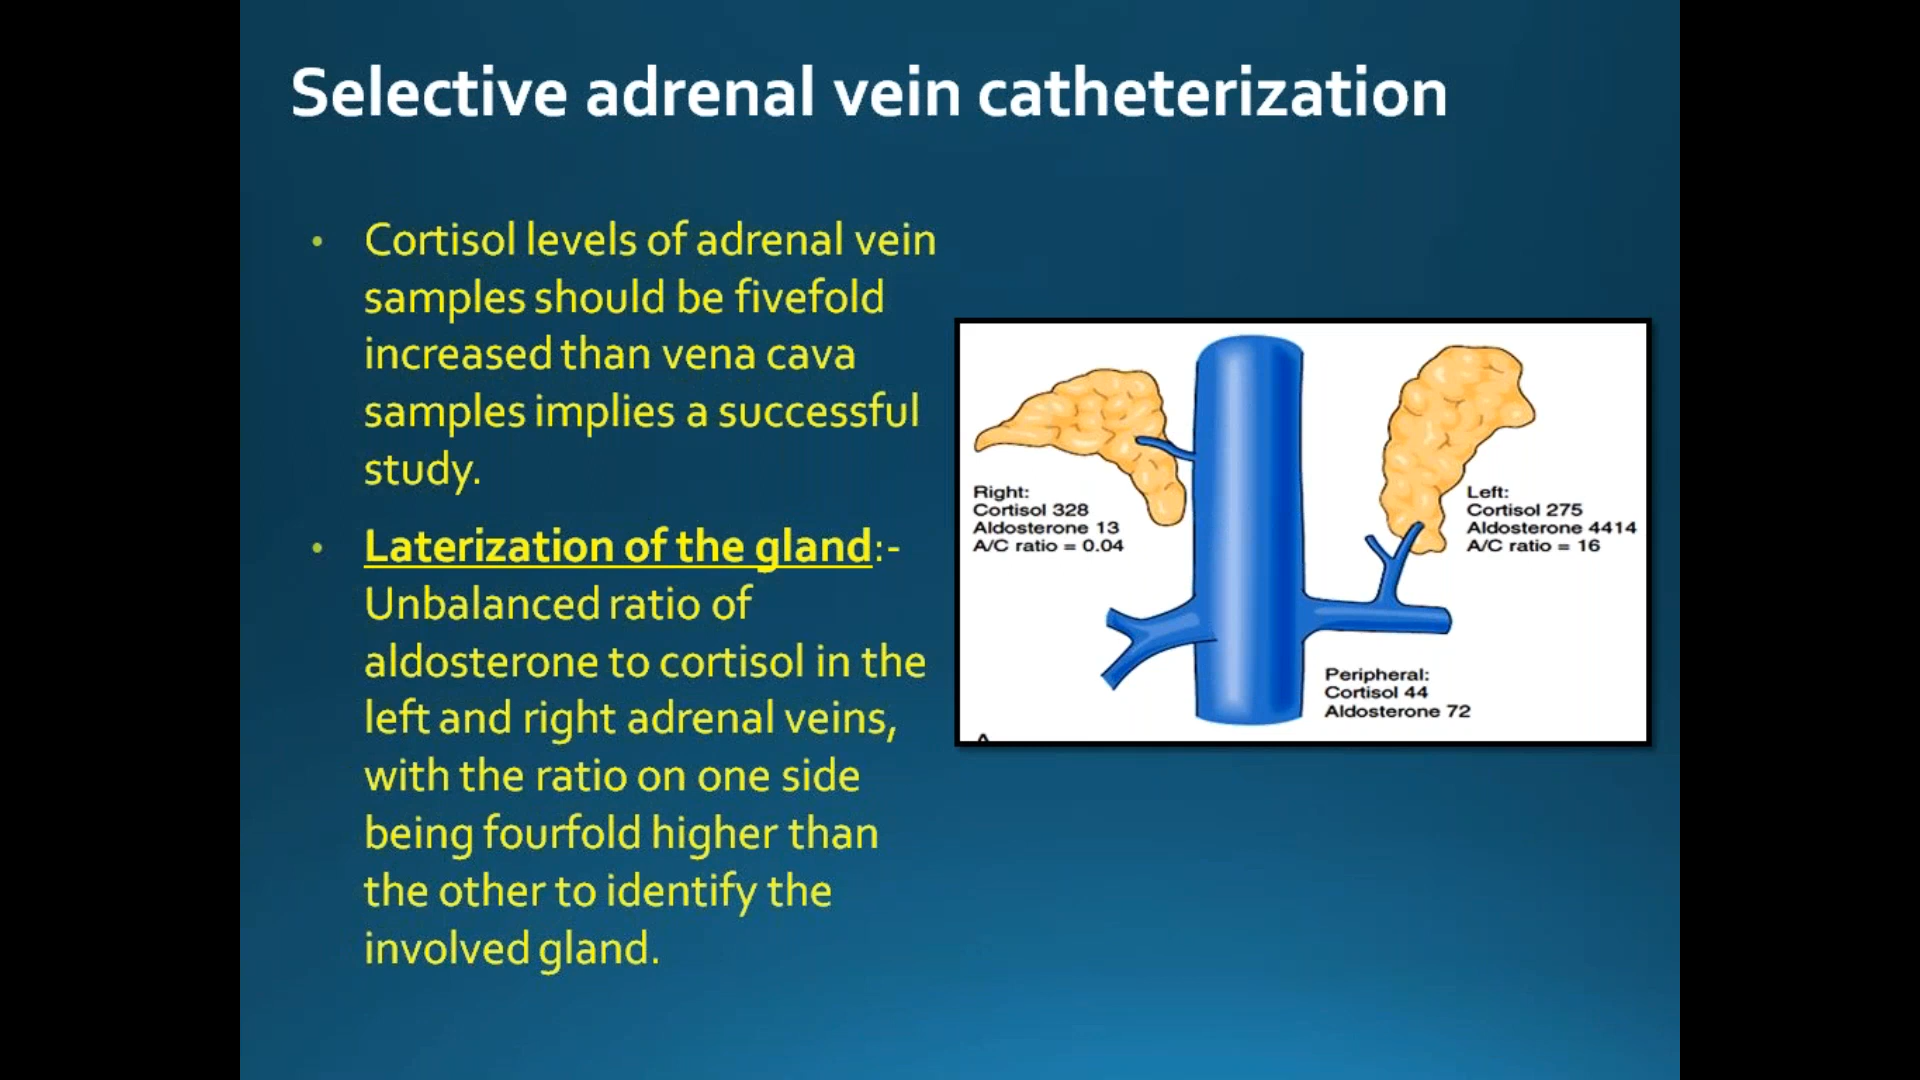 Selective adrenal vein catheterization
• Cortisol levels of adrenal vein
samples should be fivefold
increased than vena cava
samples implies a successful
study.
• Laterization of the gland:-
Unbalanced ratio of
aldosterone to cortisol in the
left and right adrenal veins,
with the ratio on one side
being fourfold higher than
the other to identify the
involved gland.
Right:
Cortisol 328
Aldosterone 13
A/C ratio = 0.04
Left:
Cortisol 275
Aldosterone 4414
A/C ratio = 16
Peripheral:
Cortisol 44
Aldosterone 72